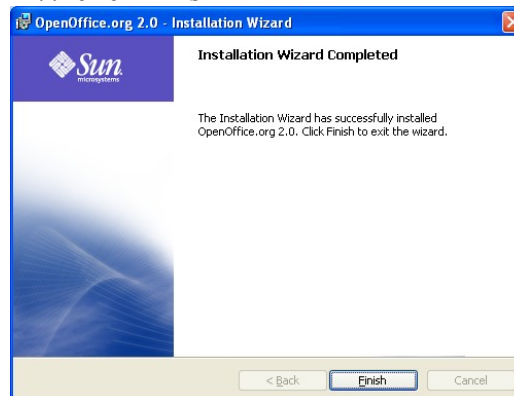 OpenOffice.org 2.0 - Installation Wizard
Sun
microsystems
Installation Wizard Completed
The Installation Wizard has successfully installed
OpenOffice.org 2.0. Click Finish to exit the wizard.
< Back
Finish
Cancel